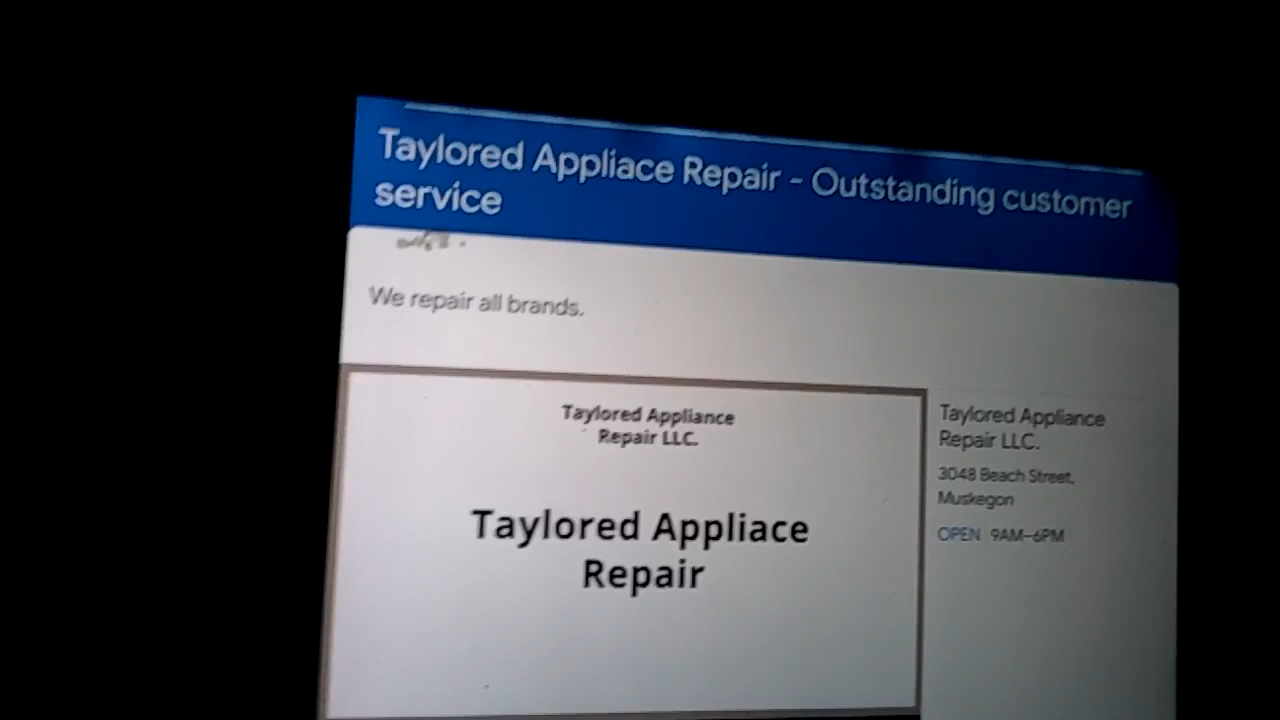 Taylored Appliace Repair - Outstanding customer
service
We repair all brands.
Taylored Appliance
Repair LLC.
Taylored Appliace
Repair
Taylored Appliance
Repair LLC.
3048 Beach Street,
Muskegon
OPEN 9AM–6PM